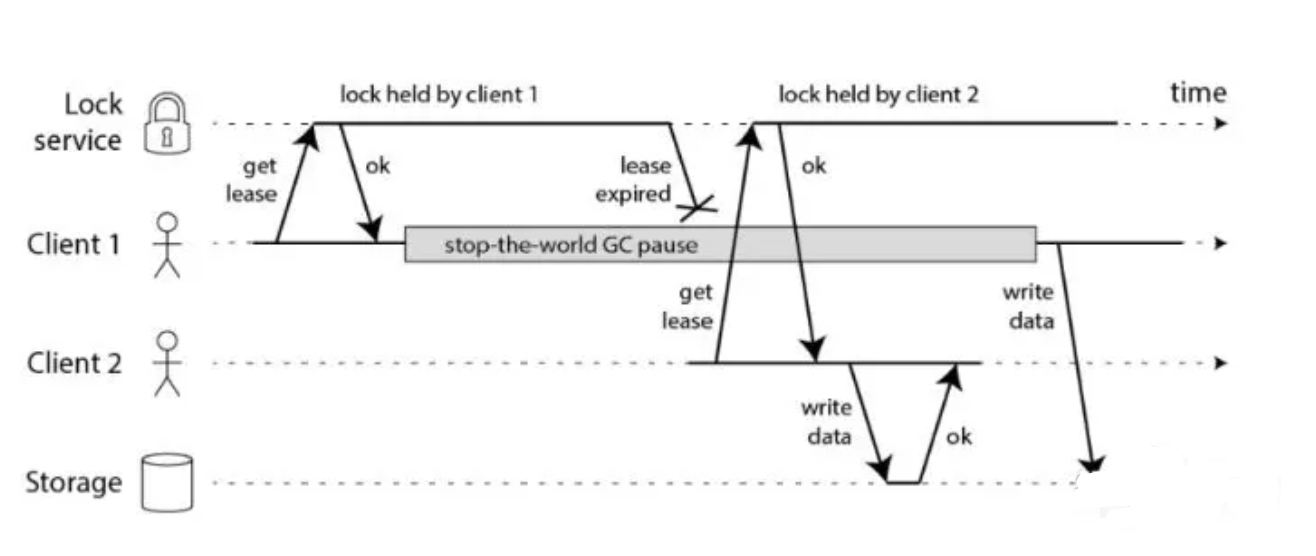 lock held by client 1
lock held by client 2
time
Lock
service
get
lease
ok
lease
expired
ok
Client 1
stop-the-world GC pause
get
lease
write
data
Client 2
write
data
ok
Storage